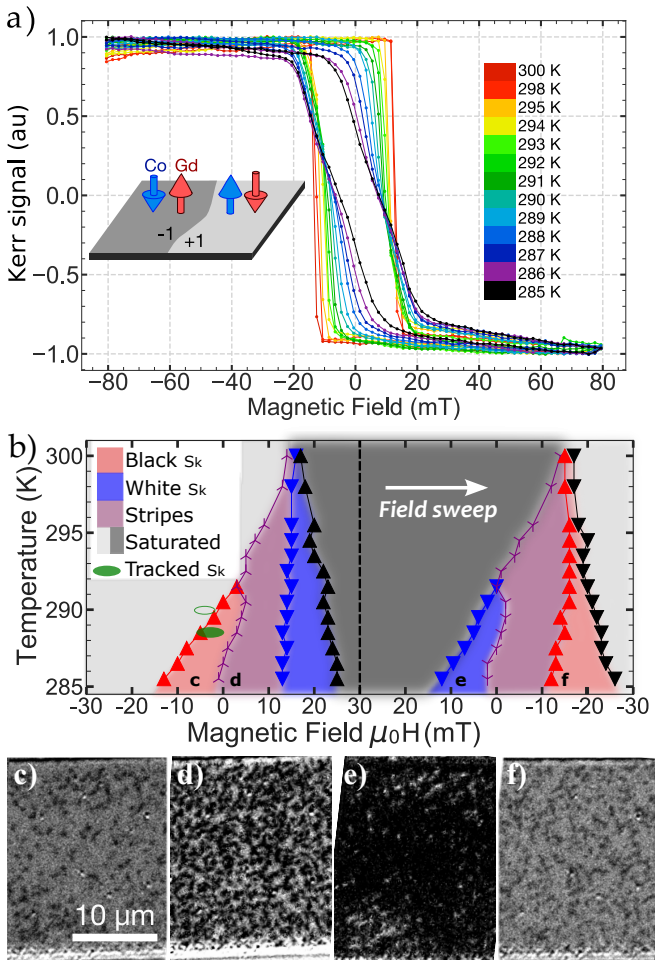 a)
Kerr signal (au)
1.0
0.5
0.0
−0.5
−1.0
Co Gd
-1
+1
300 K
298 K
295 K
294 K
293 K
292 K
291 K
290 K
289 K
288 K
287 K
286 K
285 K
−80 −60 −40 −20 0 20 40 60 80
Magnetic Field (mT)
b)
Temperature (K)
300
295
290
285
Black Sk
White Sk
Stripes
Saturated
Tracked Sk
Field sweep
c d e f
-30 -20 -10 0 10 20 30 20 10 0 -10 -20 -30
Magnetic Field μ₀H (mT)
c) d) e) f)
10 μm